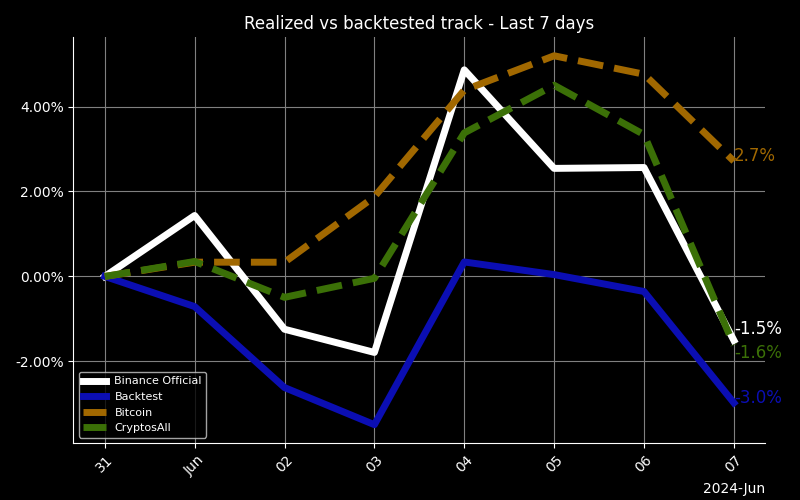 Realized vs backtested track - Last 7 days
4.00%
2.00%
0.00%
-2.00%
2.7%
-1.5%
-1.6%
-3.0%
Binance Official
Backtest
Bitcoin
CryptosAll
31
Jun
02
03
04
05
06
07
2024-Jun